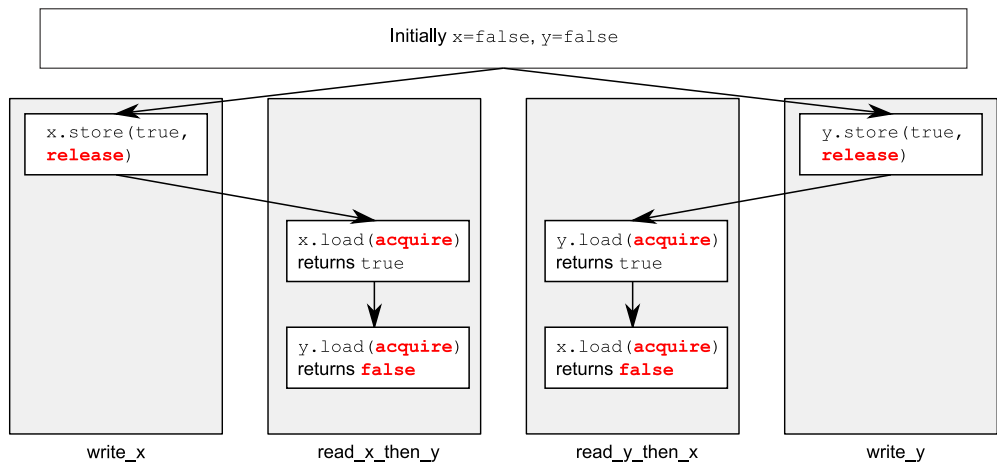 Initially x=false, y=false
x.store(true,
release)
y.store(true,
release)
x.load(acquire)
returns true
y.load(acquire)
returns true
y.load(acquire)
returns false
x.load(acquire)
returns false
write_x
read_x_then_y
read_y_then_x
write_y